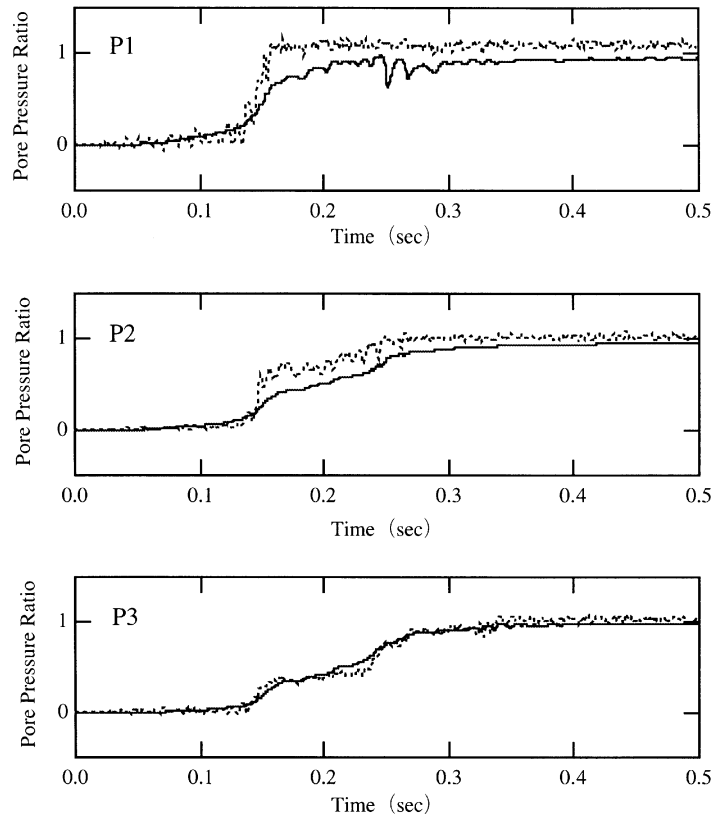 P1
Pore Pressure Ratio
1
0
0.0 0.1 0.2 0.3 0.4 0.5
Time (sec)
P2
Pore Pressure Ratio
1
0
0.0 0.1 0.2 0.3 0.4 0.5
Time (sec)
P3
Pore Pressure Ratio
1
0
0.0 0.1 0.2 0.3 0.4 0.5
Time (sec)